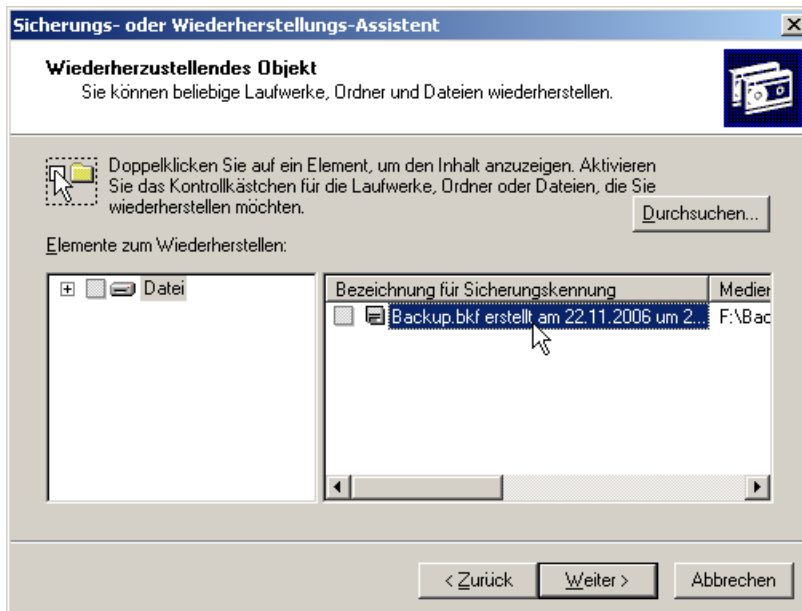 Sicherungs- oder Wiederherstellungs-Assistent
Wiederherzustellendes Objekt
Sie können beliebige Laufwerke, Ordner und Dateien wiederherstellen.
Doppelklicken Sie auf ein Element, um den Inhalt anzuzeigen. Aktivieren
Sie das Kontrollkästchen für die Laufwerke, Ordner oder Dateien, die Sie
wiederherstellen möchten.
Durchsuchen...
Elemente zum Wiederherstellen:
Datei
Bezeichnung für Sicherungskennung
Medien
Backup.bkf erstellt am 22.11.2006 um 2...
F:\Bac
< Zurück
Weiter >
Abbrechen